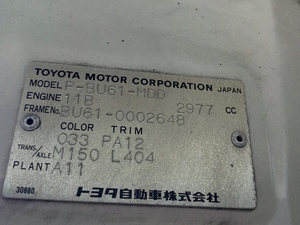 TOYOTA MOTOR CORPORATION JAPAN
MODEL P-BU61-MDD
ENGINE 11B 2977 CC
FRAME No. BU61-0002648
COLOR TRIM
033 PA12
TRANS/AXLE M150 L404
PLANT A11
30880 トヨタ自動車株式会社